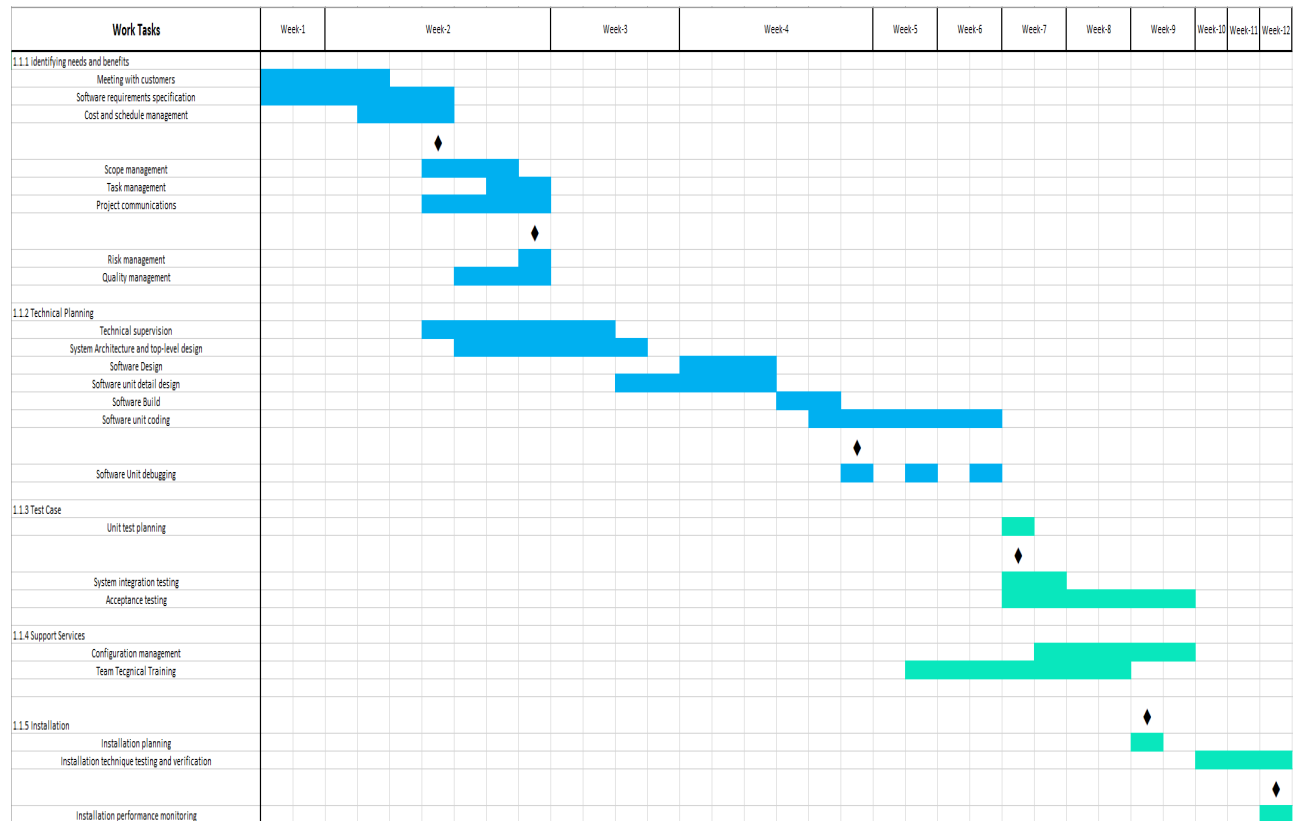 Work Tasks Week-1 Week-2 Week-3 Week-4 Week-5 Week-6 Week-7 Week-8 Week-9 Week-10 Week-11 Week-12
1.1.1 identifying needs and benefits
Meeting with customers
Software requirements specification
Cost and schedule management
Scope management
Task management
Project communications
Risk management
Quality management
1.1.2 Technical Planning
Technical supervision
System Architecture and top-level design
Software Design
Software unit detail design
Software Build
Software unit coding
Software Unit debugging
1.1.3 Test Case
Unit test planning
System integration testing
Acceptance testing
1.1.4 Support Services
Configuration management
Team Tecgnical Training
1.1.5 Installation
Installation planning
Installation technique testing and verification
Installation performance monitoring